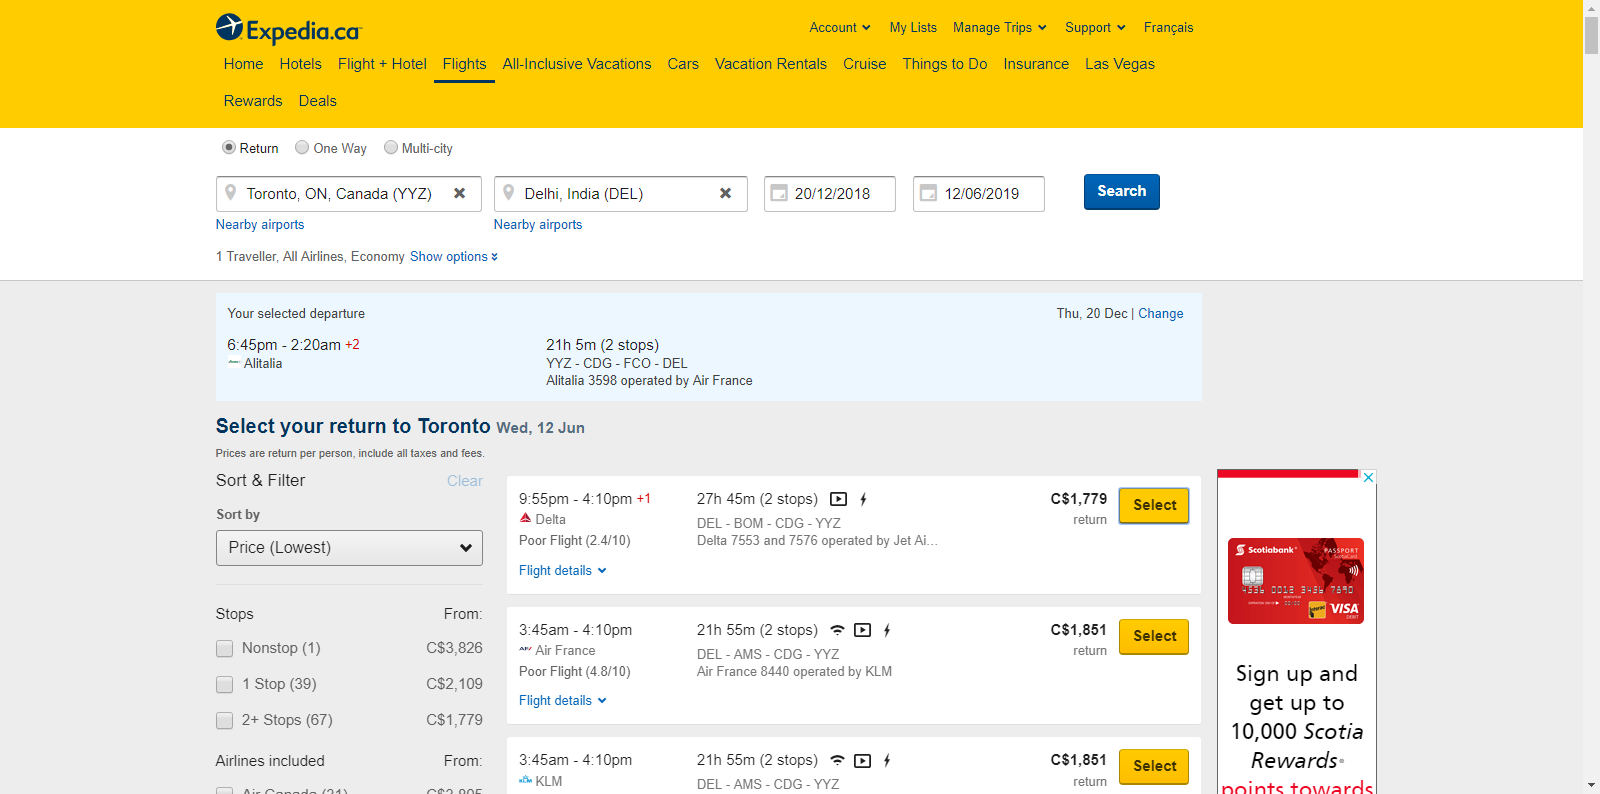 Expedia.ca
Account My Lists Manage Trips Support Français
Home Hotels Flight + Hotel Flights All-Inclusive Vacations Cars Vacation Rentals Cruise Things to Do Insurance Las Vegas
Rewards Deals
Return One Way Multi-city
Toronto, ON, Canada (YYZ) Delhi, India (DEL) 20/12/2018 12/06/2019 Search
Nearby airports Nearby airports
1 Traveller, All Airlines, Economy Show options
Your selected departure Thu, 20 Dec | Change
6:45pm - 2:20am +2 21h 5m (2 stops)
Alitalia YYZ - CDG - FCO - DEL
Alitalia 3598 operated by Air France
Select your return to Toronto Wed, 12 Jun
Prices are return per person, include all taxes and fees.
Sort & Filter Clear
Sort by
Price (Lowest)
Stops From:
Nonstop (1) C$3,826
1 Stop (39) C$2,109
2+ Stops (67) C$1,779
Airlines included From:
9:55pm - 4:10pm +1 27h 45m (2 stops) C$1,779 Select
Delta DEL - BOM - CDG - YYZ return
Poor Flight (2.4/10) Delta 7553 and 7576 operated by Jet Ai...
Flight details
3:45am - 4:10pm 21h 55m (2 stops) C$1,851 Select
Air France DEL - AMS - CDG - YYZ return
Poor Flight (4.8/10) Air France 8440 operated by KLM
Flight details
3:45am - 4:10pm 21h 55m (2 stops) C$1,851 Select
KLM DEL - AMS - CDG - YYZ return
Scotiabank PASSPORT
VISA
DEBIT
Sign up and
get up to
10,000 Scotia
Rewards
points towards